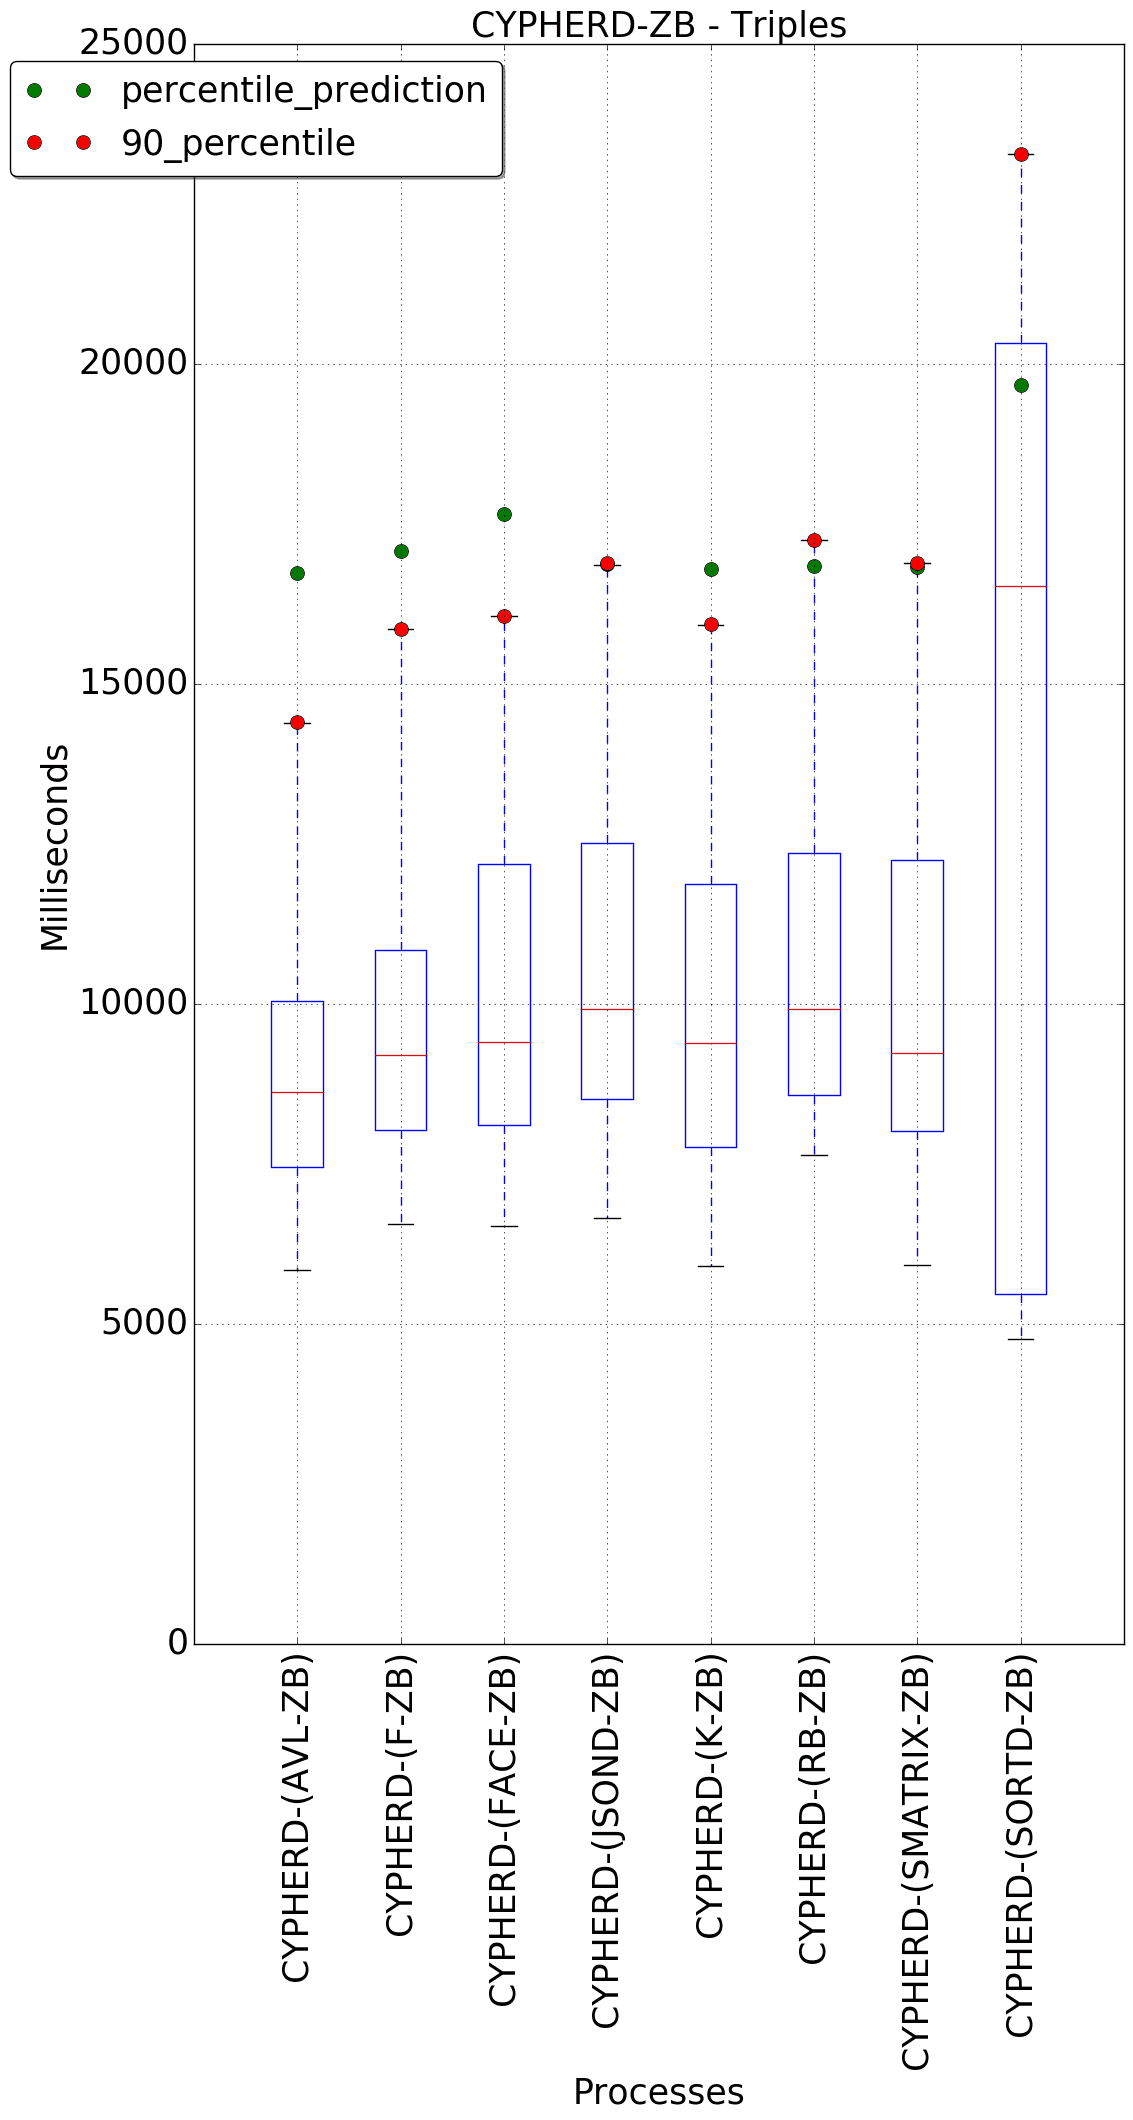 CYPHERD-ZB - Triples
percentile_prediction
90_percentile
25000
20000
15000
10000
5000
0
Milliseconds
CYPHERD-(AVL-ZB)
CYPHERD-(F-ZB)
CYPHERD-(FACE-ZB)
CYPHERD-(JSOND-ZB)
CYPHERD-(K-ZB)
CYPHERD-(RB-ZB)
CYPHERD-(SMATRIX-ZB)
CYPHERD-(SORTD-ZB)
Processes